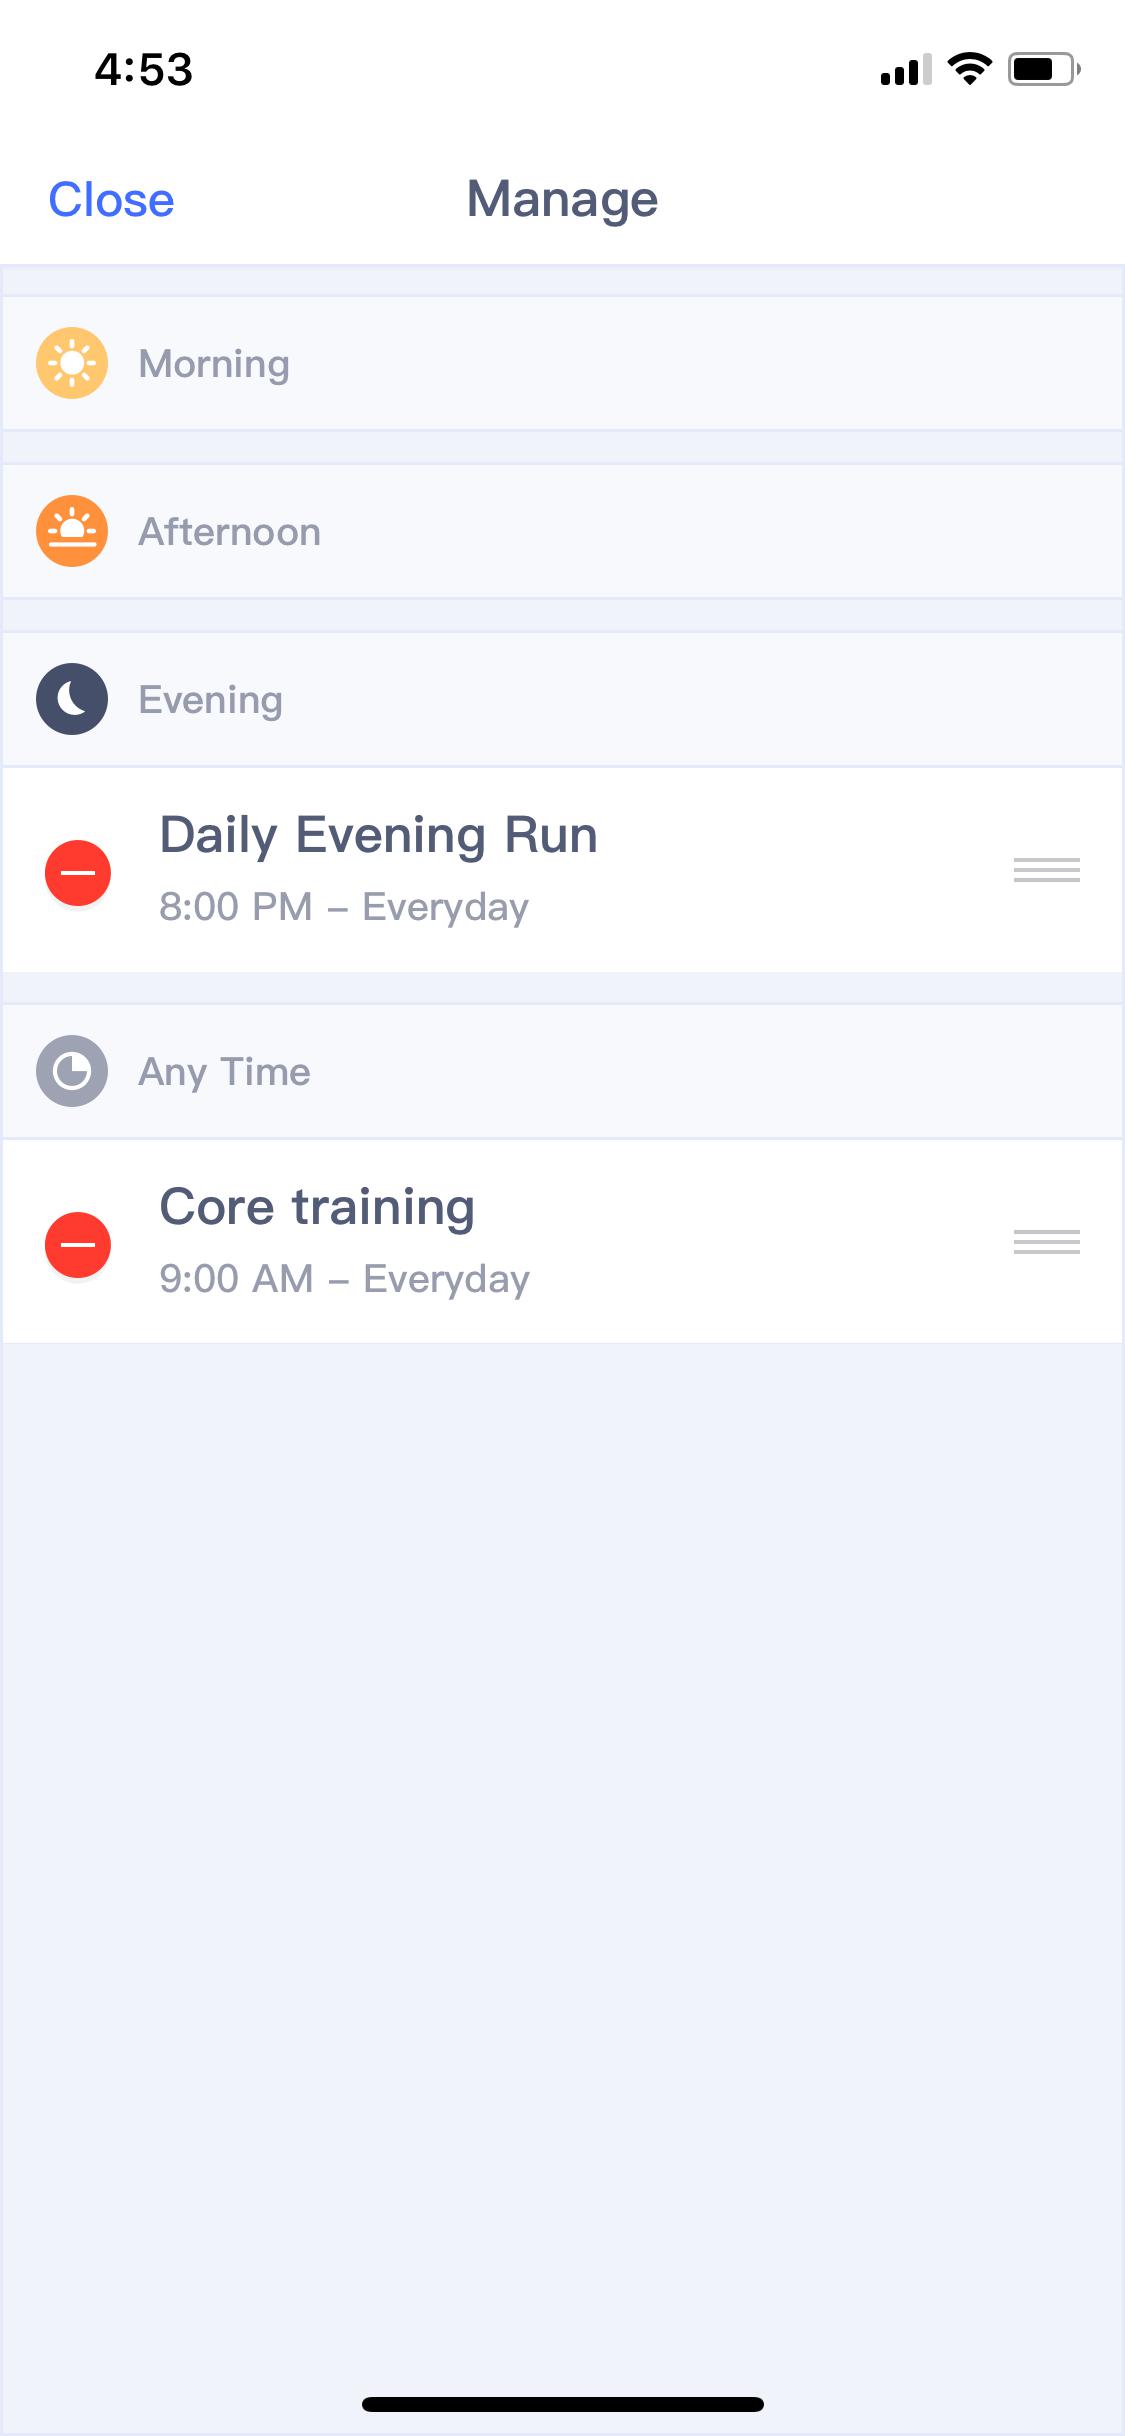 4:53
Close
Manage
Morning
Afternoon
Evening
Daily Evening Run
8:00 PM – Everyday
Any Time
Core training
9:00 AM – Everyday